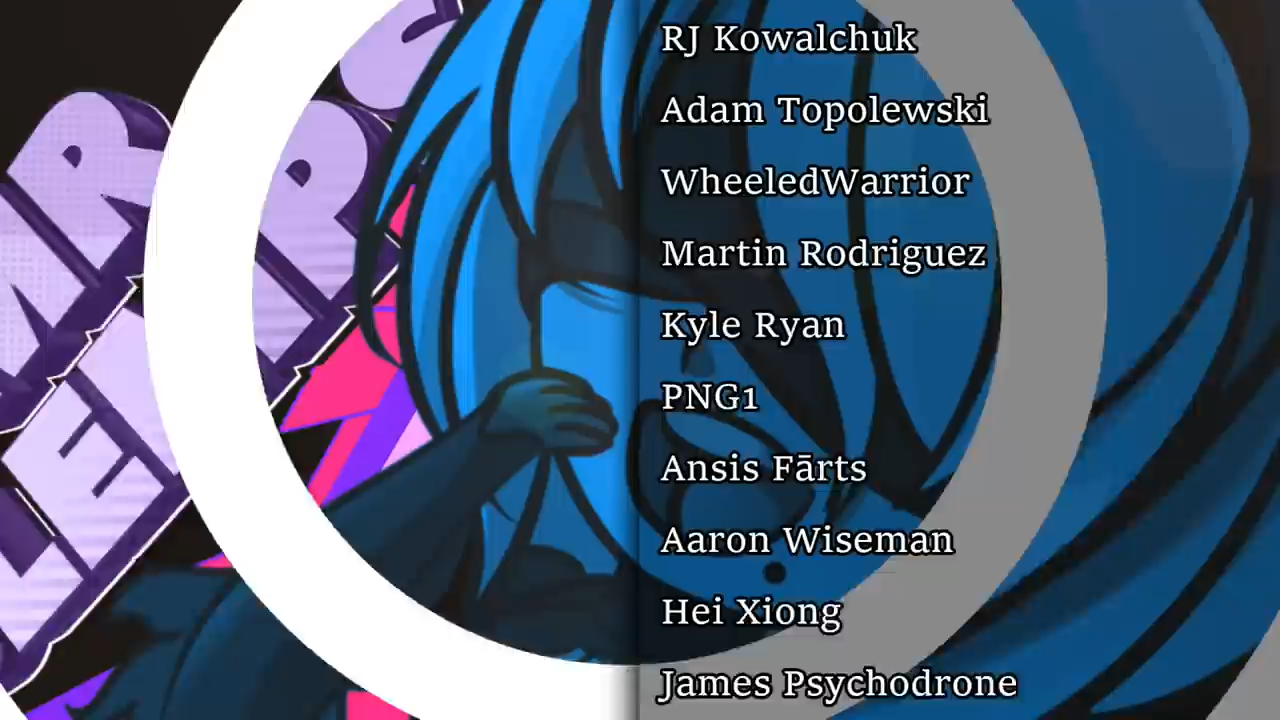 RJ Kowalchuk
Adam Topolewski
WheeledWarrior
Martin Rodriguez
Kyle Ryan
PNG1
Ansis Fārts
Aaron Wiseman
Hei Xiong
James Psychodrone